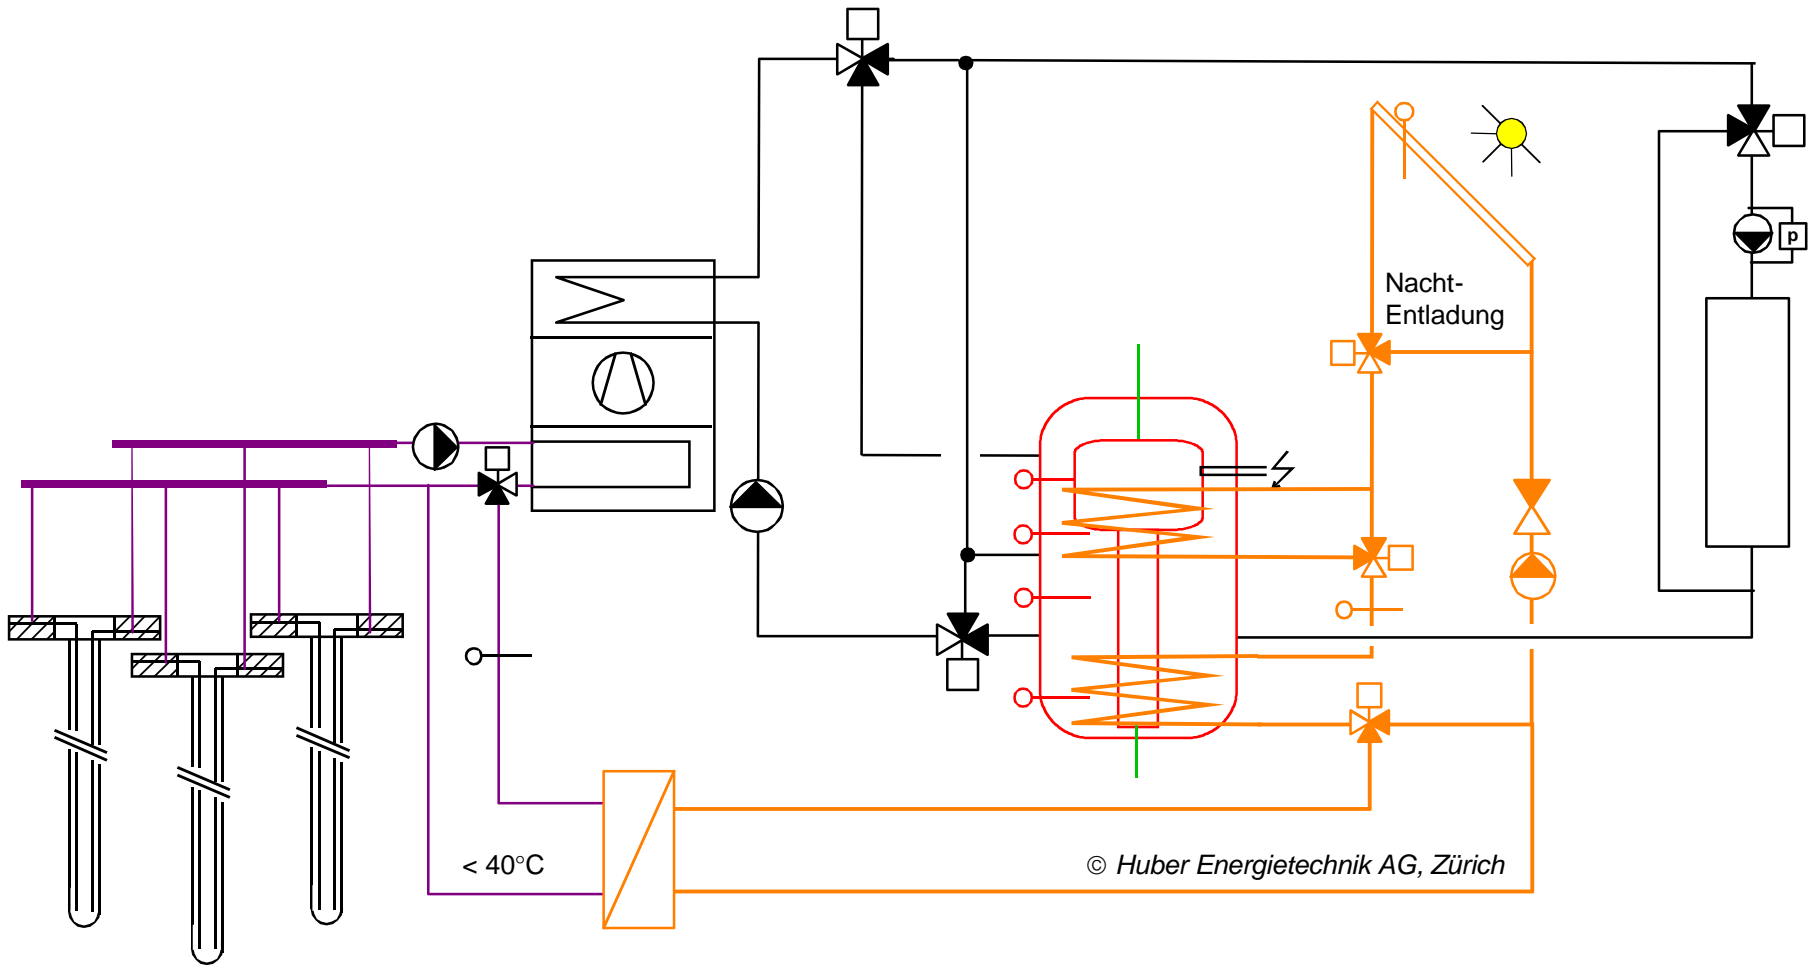 p
Nacht-
Entladung
< 40°C
© Huber Energietechnik AG, Zürich